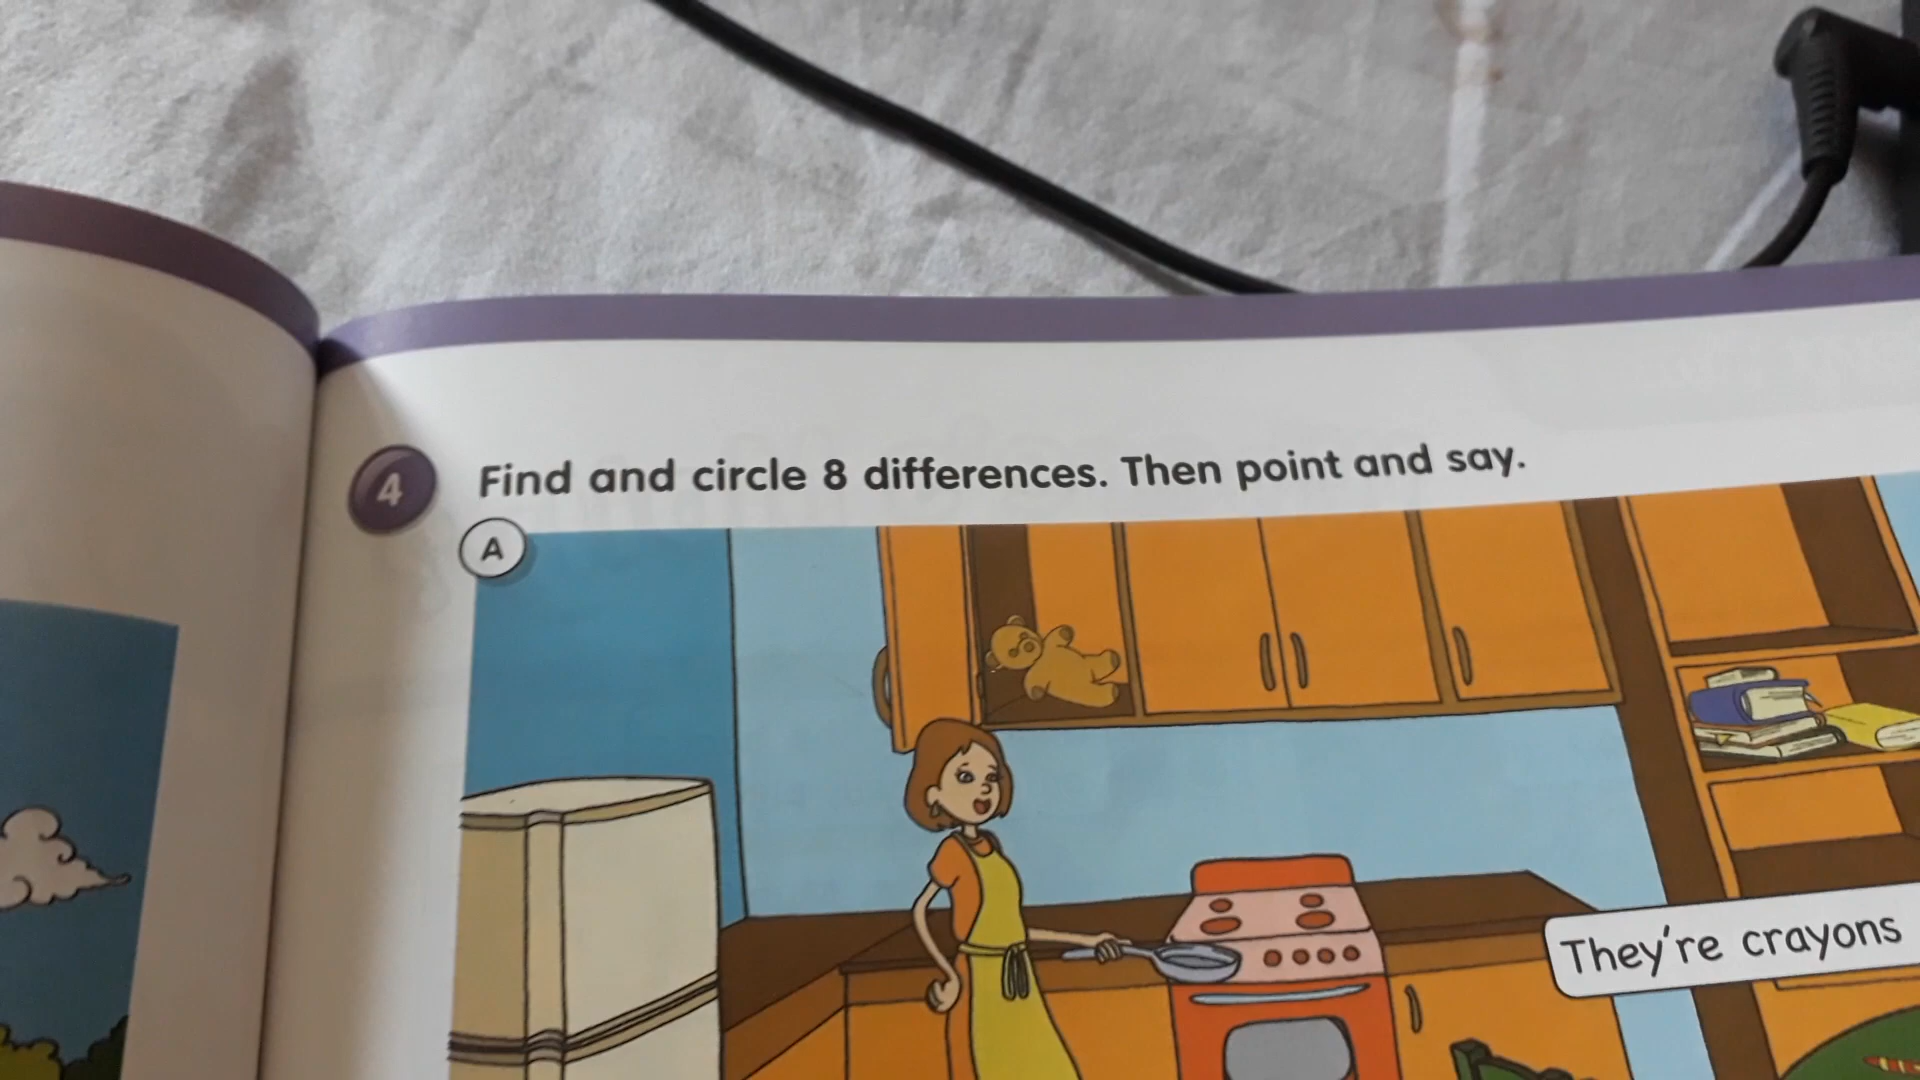 4 Find and circle 8 differences. Then point and say.
A
They're crayons